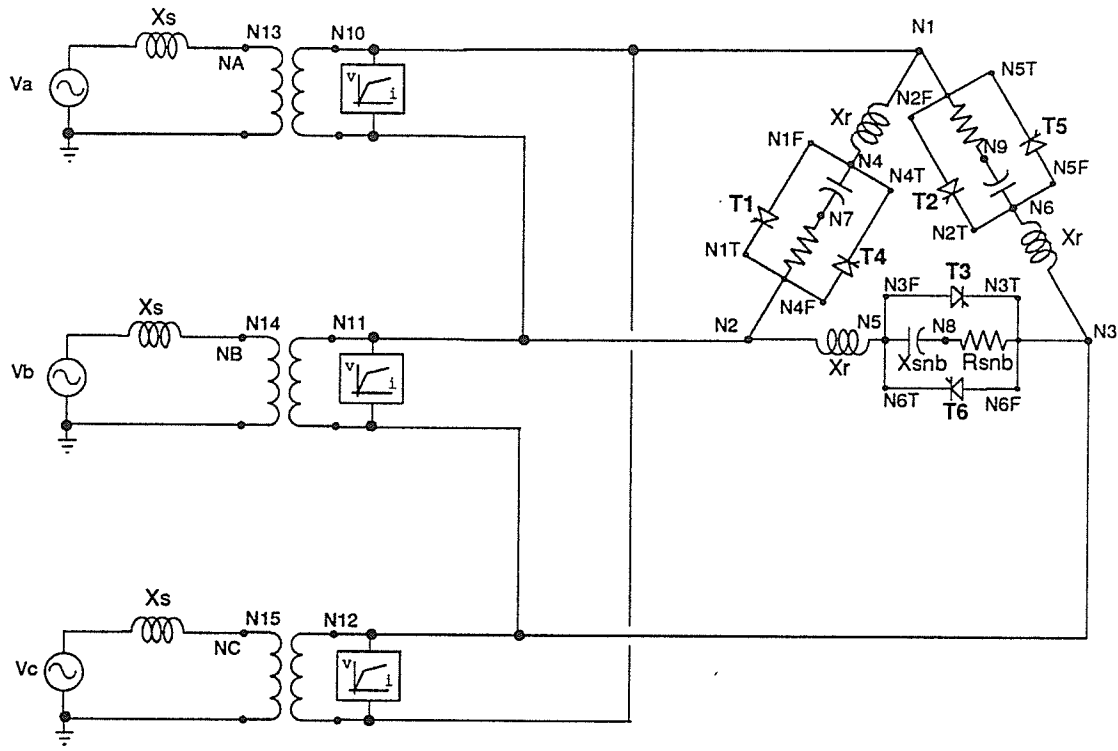 Xs
N13
N10
NA
Va
v
i
N1
N5T
N2F
Xr
T5
N9
N1F
N4
N4T
N5F
T1
N7
T2
N6
N2T
Xr
N1T
T4
N4F
T3
N3F
N3T
Xs
N14
N11
NB
Vb
v
i
N2
N5
N8
N3
Xr
Xsnb
Rsnb
N6T
T6
N6F
Xs
N15
N12
NC
Vc
v
i